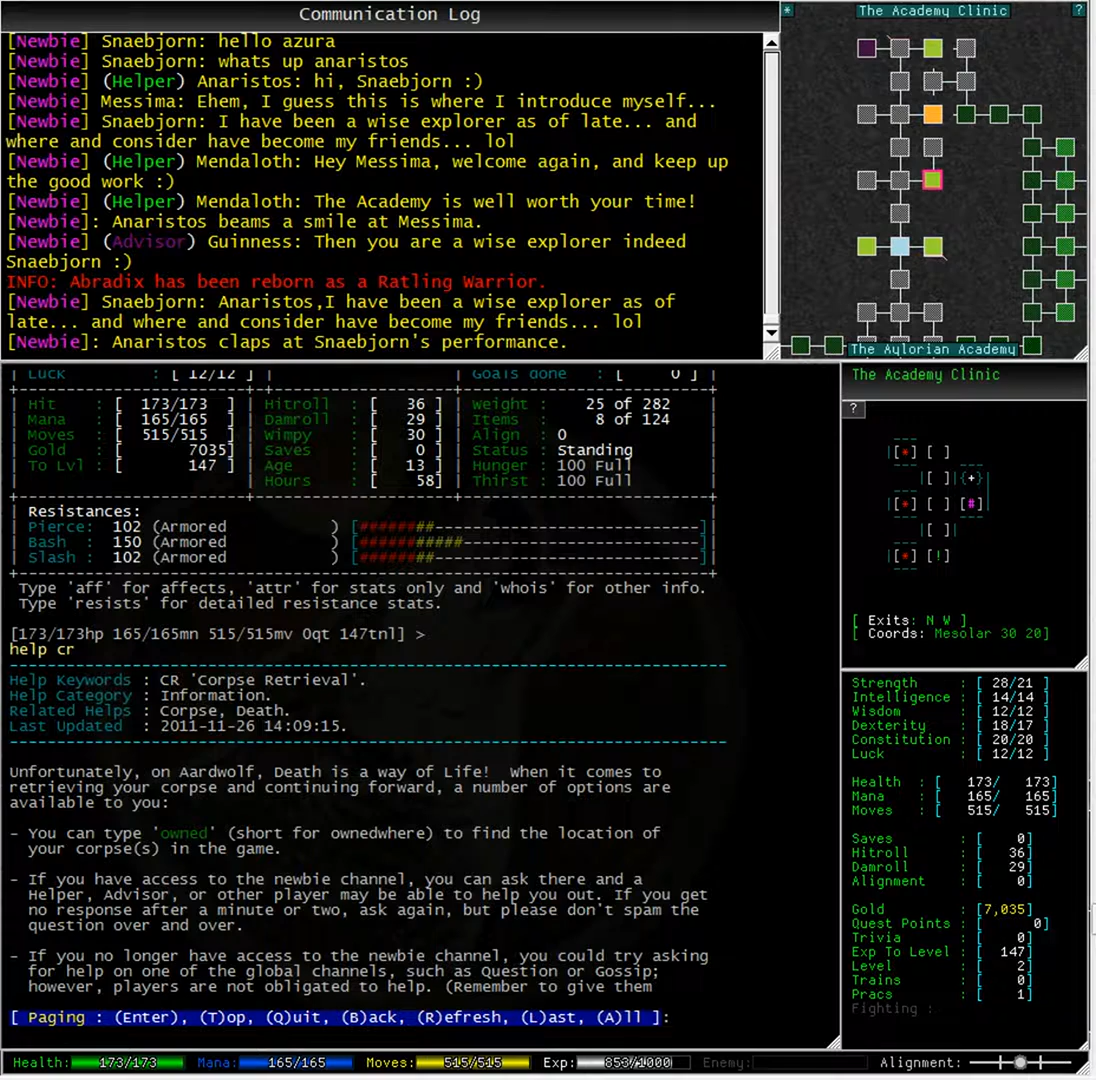 Communication Log
[Newbie] Snaebjorn: hello azura
[Newbie] Snaebjorn: whats up anaristos
[Newbie] (Helper) Anaristos: hi, Snaebjorn :)
[Newbie] Messima: Ehem, I guess this is where I introduce myself...
[Newbie] Snaebjorn: I have been a wise explorer as of late... and
where and consider have become my friends... lol
[Newbie] (Helper) Mendaloth: Hey Messima, welcome again, and keep up
the good work :)
[Newbie] (Helper) Mendaloth: The Academy is well worth your time!
[Newbie]: Anaristos beams a smile at Messima.
[Newbie] (Advisor) Guinness: Then you are a wise explorer indeed
Snaebjorn :)
INFO: Abradix has been reborn as a Ratling Warrior.
[Newbie] Snaebjorn: Anaristos,I have been a wise explorer as of
late... and where and consider have become my friends... lol
[Newbie]: Anaristos claps at Snaebjorn's performance.
* The Academy Clinic ?
The Aylorian Academy
| Luck : [ 12/12 ] | | Goals done : [ 0 ] |
+-----------------------+---------------------+--------------------------+
| Hit : [ 173/173 ] | Hitroll : [ 36 ] | Weight : 25 of 282 |
| Mana : [ 165/165 ] | Damroll : [ 29 ] | Items : 8 of 124 |
| Moves : [ 515/515 ] | Wimpy : [ 30 ] | Align : 0 |
| Gold : [ 7035] | Saves : [ 0 ] | Status : Standing |
| To Lvl : [ 147 ] | Age : [ 13 ] | Hunger : 100 Full |
| | Hours : [ 58] | Thirst : 100 Full |
+-----------------------+---------------------+--------------------------+
| Resistances: |
| Pierce: 102 (Armored ) [########---------------------------] |
| Bash : 150 (Armored ) [###########------------------------] |
| Slash : 102 (Armored ) [########---------------------------] |
+------------------------------------------------------------------------+
Type 'aff' for affects, 'attr' for stats only and 'whois' for other info.
Type 'resists' for detailed resistance stats.
[173/173hp 165/165mn 515/515mv 0qt 147tnl] >
help cr
--------------------------------------------------------------------------
Help Keywords : CR 'Corpse Retrieval'.
Help Category : Information.
Related Helps : Corpse, Death.
Last Updated : 2011-11-26 14:09:15.
--------------------------------------------------------------------------
Unfortunately, on Aardwolf, Death is a way of Life! When it comes to
retrieving your corpse and continuing forward, a number of options are
available to you:
- You can type 'owned' (short for ownedwhere) to find the location of
your corpse(s) in the game.
- If you have access to the newbie channel, you can ask there and a
Helper, Advisor, or other player may be able to help you out. If you get
no response after a minute or two, ask again, but please don't spam the
question over and over.
- If you no longer have access to the newbie channel, you could try asking
for help on one of the global channels, such as Question or Gossip;
however, players are not obligated to help. (Remember to give them
[ Paging : (Enter), (T)op, (Q)uit, (B)ack, (R)efresh, (L)ast, (A)ll ]:
The Academy Clinic
?
---
|[*] [ ]
--- ---
|[ ]|{+}
--- |
|[*] [ ] [#]|
--- ---
|[ ]|
---
|[*] [!]
---
[ Exits: N W ]
[ Coords: Mesolar 30 20]
Strength : [ 28/21 ]
Intelligence : [ 14/14 ]
Wisdom : [ 12/12 ]
Dexterity : [ 18/17 ]
Constitution : [ 20/20 ]
Luck : [ 12/12 ]
Health : [ 173/ 173]
Mana : [ 165/ 165]
Moves : [ 515/ 515]
Saves : [ 0]
Hitroll : [ 36]
Damroll : [ 29]
Alignment : [ 0]
Gold : [7,035]
Quest Points : [ 0]
Trivia : [ 0]
Exp To Level : [ 147]
Level : [ 2]
Trains : [ 0]
Pracs : [ 1]
Fighting :
Health: 173/173 Mana: 165/165 Moves: 515/515 Exp: 853/1000 Enemy: Alignment: